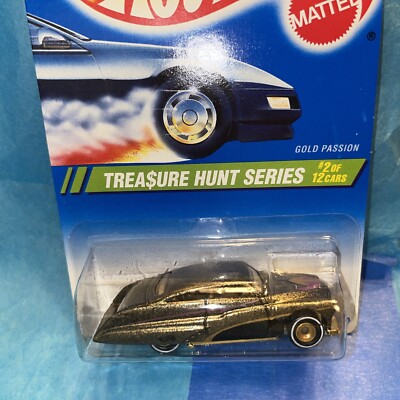 MATTEL
®
GOLD PASSION
TREA$URE HUNT SERIES
#2 OF
12 CARS